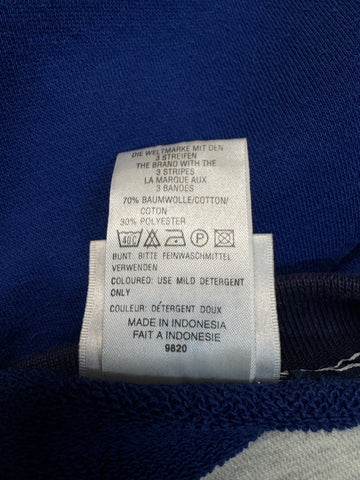 DIE WELTMARKE MIT DEN
3 STREIFEN
THE BRAND WITH THE
3 STRIPES
LA MARQUE AUX
3 BANDES
70% BAUMWOLLE/COTTON/
COTON
30% POLYESTER
40C P
BUNT: BITTE FEINWASCHMITTEL
VERWENDEN
COLOURED: USE MILD DETERGENT
ONLY
COULEUR: DÉTERGENT DOUX
MADE IN INDONESIA
FAIT A INDONESIE
9820